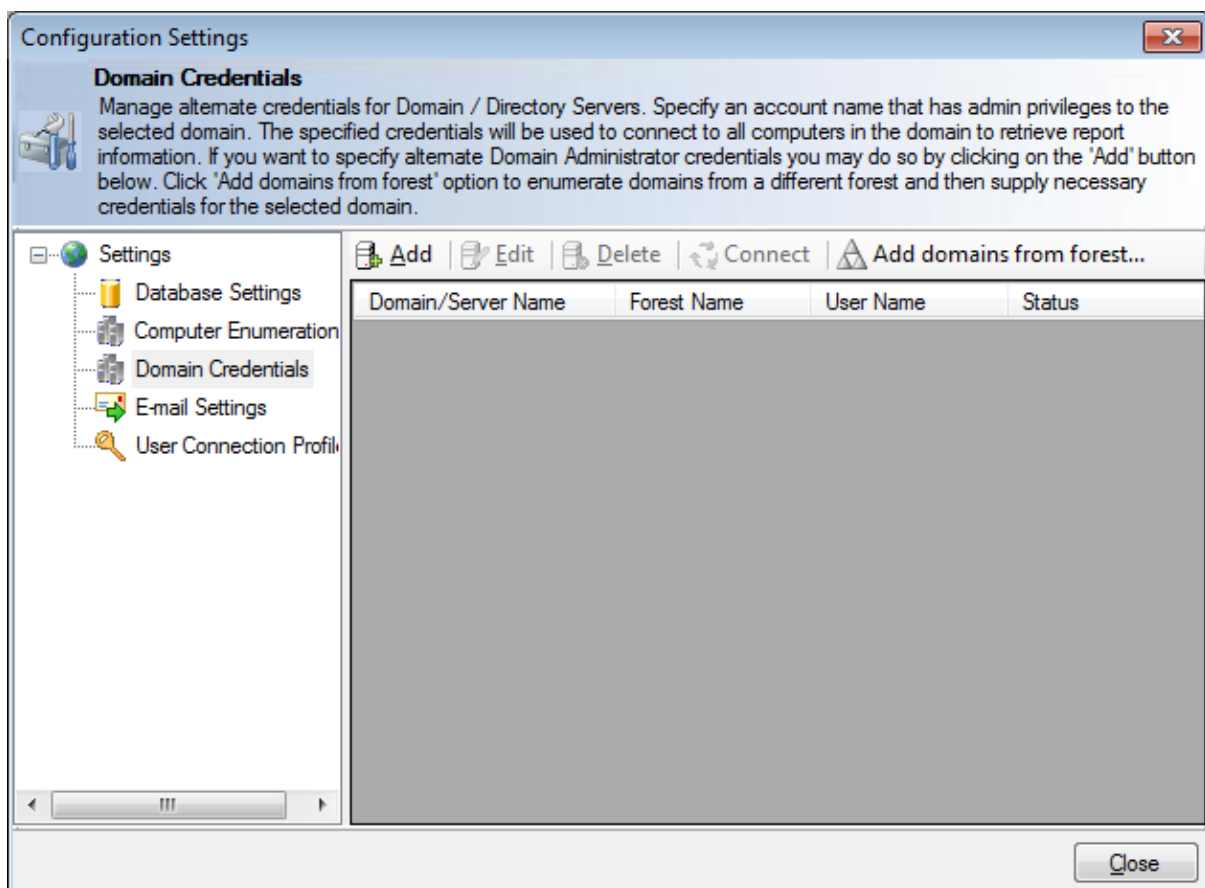 Configuration Settings
Domain Credentials
Manage alternate credentials for Domain / Directory Servers. Specify an account name that has admin privileges to the
selected domain. The specified credentials will be used to connect to all computers in the domain to retrieve report
information. If you want to specify alternate Domain Administrator credentials you may do so by clicking on the 'Add' button
below. Click 'Add domains from forest' option to enumerate domains from a different forest and then supply necessary
credentials for the selected domain.
Settings
Database Settings
Computer Enumeration
Domain Credentials
E-mail Settings
User Connection Profil
Add Edit Delete Connect Add domains from forest...
Domain/Server Name Forest Name User Name Status
Close